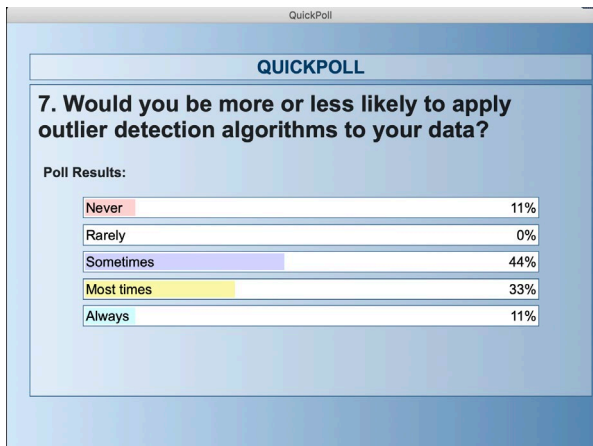 QuickPoll
QUICKPOLL
7. Would you be more or less likely to apply
outlier detection algorithms to your data?
Poll Results:
Never 11%
Rarely 0%
Sometimes 44%
Most times 33%
Always 11%